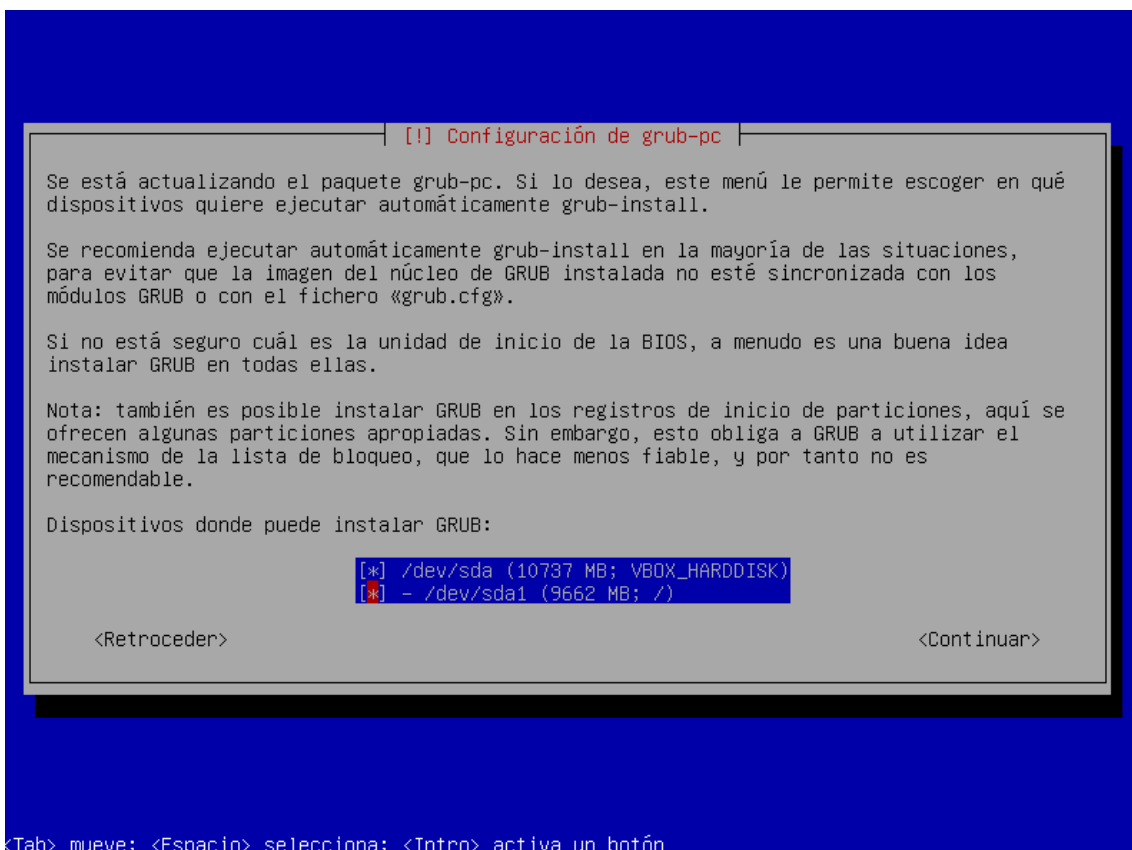 [!] Configuración de grub-pc
Se está actualizando el paquete grub-pc. Si lo desea, este menú le permite escoger en qué
dispositivos quiere ejecutar automáticamente grub-install.
Se recomienda ejecutar automáticamente grub-install en la mayoría de las situaciones,
para evitar que la imagen del núcleo de GRUB instalada no esté sincronizada con los
módulos GRUB o con el fichero «grub.cfg».
Si no está seguro cuál es la unidad de inicio de la BIOS, a menudo es una buena idea
instalar GRUB en todas ellas.
Nota: también es posible instalar GRUB en los registros de inicio de particiones, aquí se
ofrecen algunas particiones apropiadas. Sin embargo, esto obliga a GRUB a utilizar el
mecanismo de la lista de bloqueo, que lo hace menos fiable, y por tanto no es
recomendable.
Dispositivos donde puede instalar GRUB:
[*] /dev/sda (10737 MB; VBOX_HARDDISK)
[*] - /dev/sda1 (9662 MB; /)
<Retroceder> <Continuar>
<Tab> mueve; <Espacio> selecciona; <Intro> activa un botón